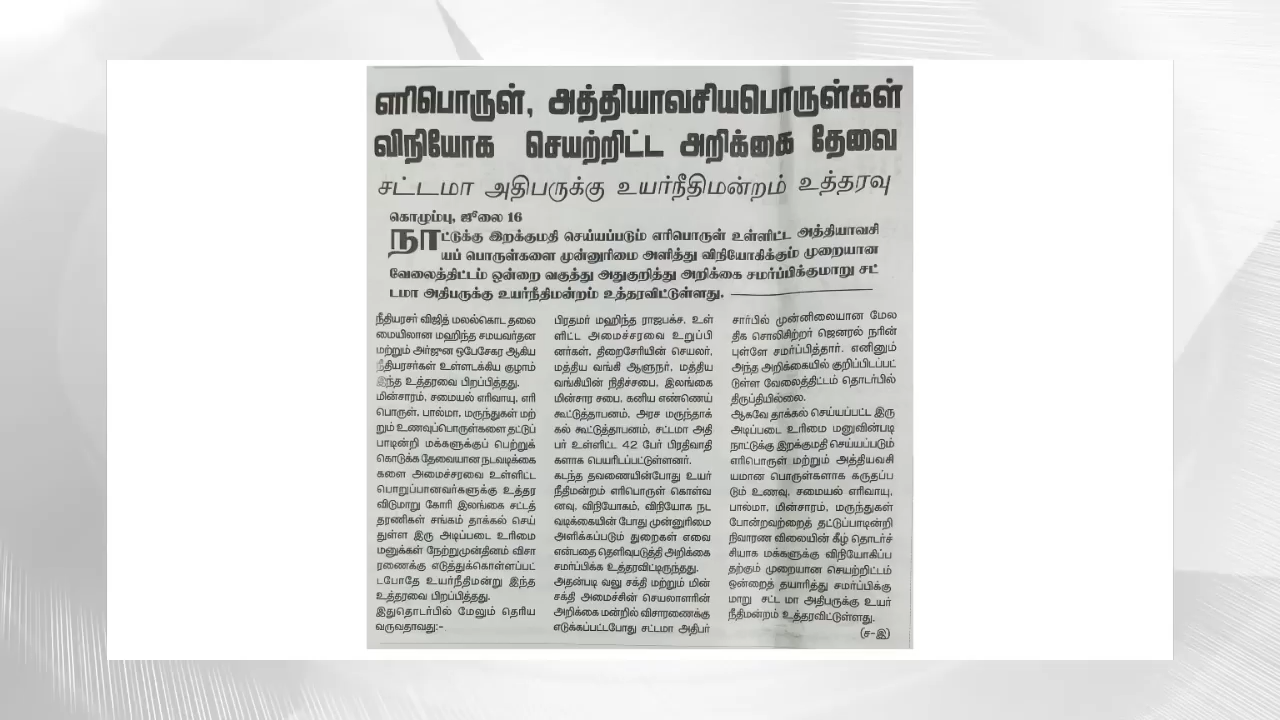 எரிபொருள், அத்தியாவசியபொருள்கள்
விநியோக செயற்றிட்ட அறிக்கை தேவை
சட்டமா அதிபருக்கு உயர்நீதிமன்றம் உத்தரவு
கொழும்பு, ஜூலை 16
நாட்டுக்கு இறக்குமதி செய்யப்படும் எரிபொருள் உள்ளிட்ட அத்தியாவசி
யப் பொருள்களை முன்னுரிமை அளித்து விநியோகிக்கும் முறையான
வேலைத்திட்டம் ஒன்றை வகுத்து அதுகுறித்து அறிக்கை சமர்ப்பிக்குமாறு சட்
டமா அதிபருக்கு உயர்நீதிமன்றம் உத்தரவிட்டுள்ளது.
நீதியரசர் விஜித் மலல்கொட தலை
மையிலான மஹிந்த சமயவர்தன
மற்றும் அர்ஜுன ஒபேசேகர ஆகிய
நீதியரசர்கள் உள்ளடக்கிய குழாம்
இந்த உத்தரவை பிறப்பித்தது.
மின்சாரம், சமையல் எரிவாயு, எரி
பொருள், பால்மா, மருந்துகள் மற்
றும் உணவுப்பொருள்களை தட்டுப்
பாடின்றி மக்களுக்குப் பெற்றுக்
கொடுக்க தேவையான நடவடிக்கை
களை அமைச்சரவை உள்ளிட்ட
பொறுப்பானவர்களுக்கு உத்தர
விடுமாறு கோரி இலங்கை சட்டத்
தரணிகள் சங்கம் தாக்கல் செய்
துள்ள இரு அடிப்படை உரிமை
மனுக்கள் நேற்றுமுன்தினம் விசா
ரணைக்கு எடுத்துக்கொள்ளப்பட்
டபோதே உயர்நீதிமன்று இந்த
உத்தரவை பிறப்பித்தது.
இதுதொடர்பில் மேலும் தெரிய
வருவதாவது:-
பிரதமர் மஹிந்த ராஜபக்ச, உள்
ளிட்ட அமைச்சரவை உறுப்பி
னர்கள், திறைசேரியின் செயலர்,
மத்திய வங்கி ஆளுநர், மத்திய
வங்கியின் நிதிச்சபை, இலங்கை
மின்சார சபை, கனிய எண்ணெய்
கூட்டுத்தாபனம், அரச மருந்தாக்
கல் கூட்டுத்தாபனம், சட்டமா அதி
பர் உள்ளிட்ட 42 பேர் பிரதிவாதி
களாக பெயரிடப்பட்டுள்ளனர்.
கடந்த தவணையின்போது உயர்
நீதிமன்றம் எரிபொருள் கொள்வ
னவு, விநியோகம், விநியோக நட
வடிக்கையின் போது முன்னுரிமை
அளிக்கப்படும் துறைகள் எவை
என்பதை தெளிவுபடுத்தி அறிக்கை
சமர்ப்பிக்க உத்தரவிட்டிருந்தது.
அதன்படி வலு சக்தி மற்றும் மின்
சக்தி அமைச்சின் செயலாளரின்
அறிக்கை மன்றில் விசாரணைக்கு
எடுக்கப்பட்டபோது சட்டமா அதிபர்
சார்பில் முன்னிலையான மேல
திக சொலிசிற்றர் ஜெனரல் நரின்
புள்ளே சமர்ப்பித்தார். எனினும்
அந்த அறிக்கையில் குறிப்பிடப்பட்
டுள்ள வேலைத்திட்டம் தொடர்பில்
திருப்தியில்லை.
ஆகவே தாக்கல் செய்யப்பட்ட இரு
அடிப்படை உரிமை மனுவின்படி
நாட்டுக்கு இறக்குமதி செய்யப்படும்
எரிபொருள் மற்றும் அத்தியவசி
யமான பொருள்களாக கருதப்ப
டும் உணவு, சமையல் எரிவாயு,
பால்மா, மின்சாரம், மருந்துகள்
போன்றவற்றைத் தட்டுப்பாடின்றி
நிவாரண விலையின் கீழ் தொடர்ச்
சியாக மக்களுக்கு விநியோகிப்ப
தற்கும் முறையான செயற்றிட்டம்
ஒன்றைத் தயாரித்து சமர்ப்பிக்கு
மாறு சட்ட மா அதிபருக்கு உயர்
நீதிமன்றம் உத்தரவிட்டுள்ளது.
(ச-இ)